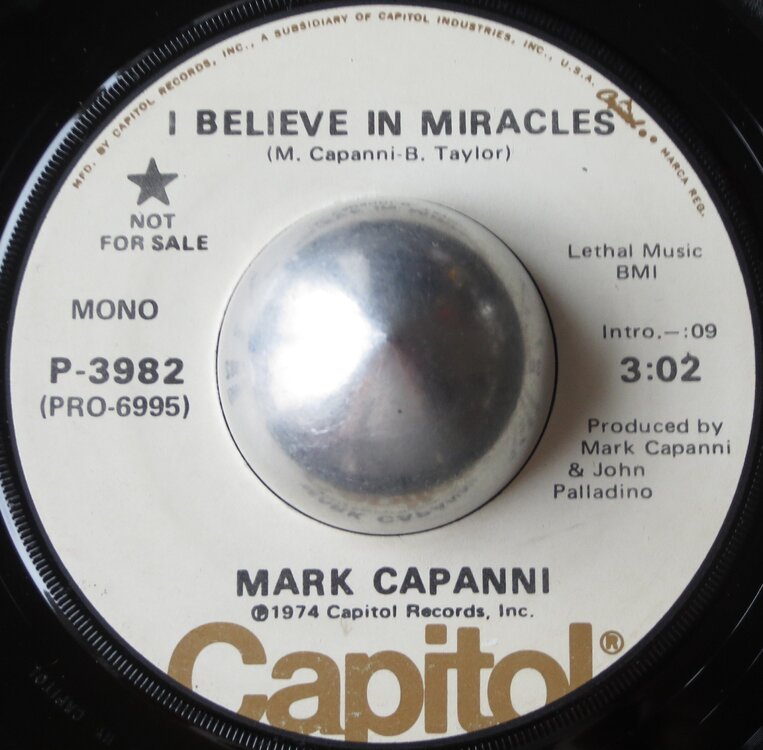 MFD. BY CAPITOL RECORDS, INC., A SUBSIDIARY OF CAPITOL INDUSTRIES, INC., U.S.A.
MARCA REG.
I BELIEVE IN MIRACLES
(M. Capanni-B. Taylor)
NOT
FOR SALE
Lethal Music
BMI
MONO
Intro.—:09
P-3982
3:02
(PRO-6995)
Produced by
Mark Capanni
& John
Palladino
MARK CAPANNI
℗1974 Capitol Records, Inc.
Capitol®